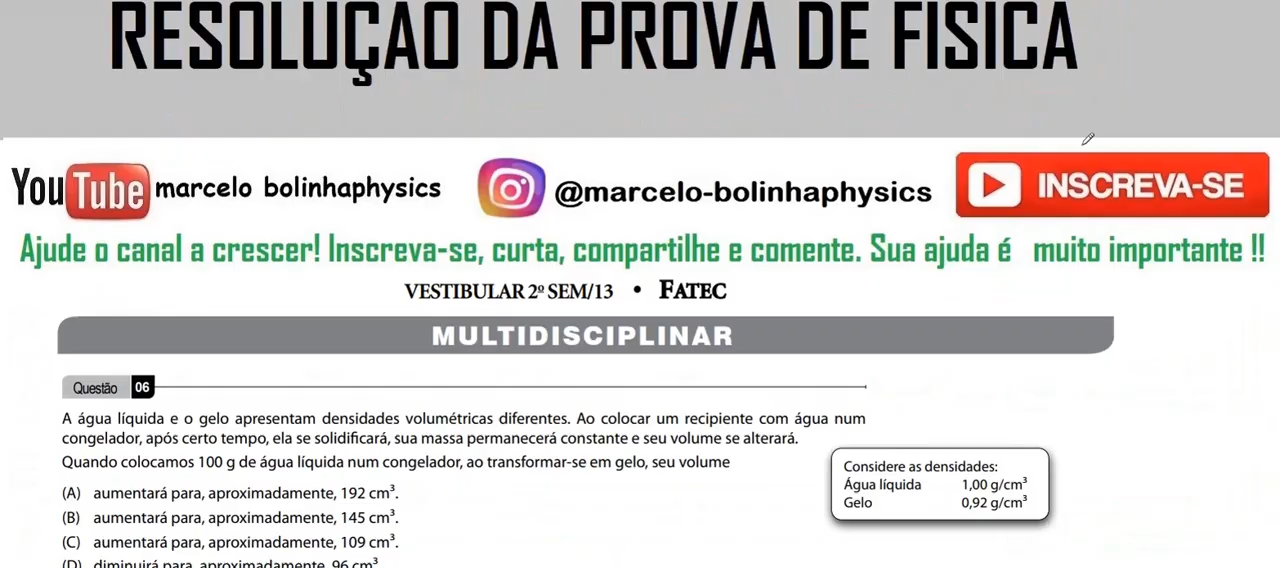 RESOLUÇAO DA PROVA DE FISICA
YouTube marcelo bolinhaphysics @marcelo-bolinhaphysics INSCREVA-SE
Ajude o canal a crescer! Inscreva-se, curta, compartilhe e comente. Sua ajuda é muito importante !!
VESTIBULAR 2º SEM/13 • FATEC
MULTIDISCIPLINAR
Questão 06
A água líquida e o gelo apresentam densidades volumétricas diferentes. Ao colocar um recipiente com água num
congelador, após certo tempo, ela se solidificará, sua massa permanecerá constante e seu volume se alterará.
Quando colocamos 100 g de água líquida num congelador, ao transformar-se em gelo, seu volume
(A) aumentará para, aproximadamente, 192 cm³.
(B) aumentará para, aproximadamente, 145 cm³.
(C) aumentará para, aproximadamente, 109 cm³.
(D) diminuirá para, aproximadamente, 96 cm³.
Considere as densidades:
Água líquida 1,00 g/cm³
Gelo 0,92 g/cm³